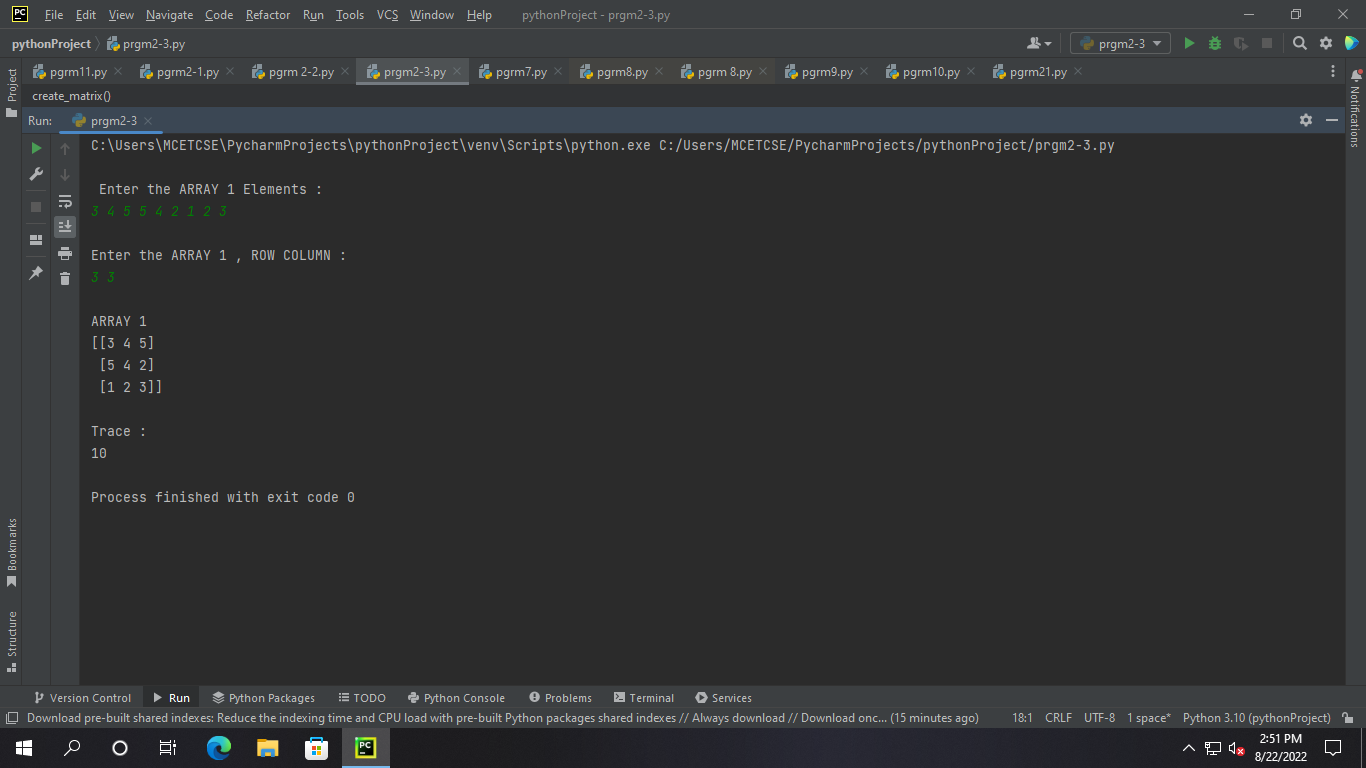 PC File Edit View Navigate Code Refactor Run Tools VCS Window Help pythonProject - prgm2-3.py
pythonProject prgm2-3.py prgm2-3
pgrm11.py pgrm2-1.py pgrm 2-2.py prgm2-3.py pgrm7.py pgrm8.py pgrm 8.py pgrm9.py pgrm10.py pgrm21.py
create_matrix()
Run: prgm2-3
Project
Notifications
C:\Users\MCETCSE\PycharmProjects\pythonProject\venv\Scripts\python.exe C:/Users/MCETCSE/PycharmProjects/pythonProject/prgm2-3.py
Enter the ARRAY 1 Elements :
3 4 5 5 4 2 1 2 3
Enter the ARRAY 1 , ROW COLUMN :
3 3
ARRAY 1
[[3 4 5]
[5 4 2]
[1 2 3]]
Trace :
10
Process finished with exit code 0
Bookmarks
Structure
Version Control Run Python Packages TODO Python Console Problems Terminal Services
Download pre-built shared indexes: Reduce the indexing time and CPU load with pre-built Python packages shared indexes // Always download // Download onc... (15 minutes ago) 18:1 CRLF UTF-8 1 space* Python 3.10 (pythonProject)
PC
2:51 PM
8/22/2022